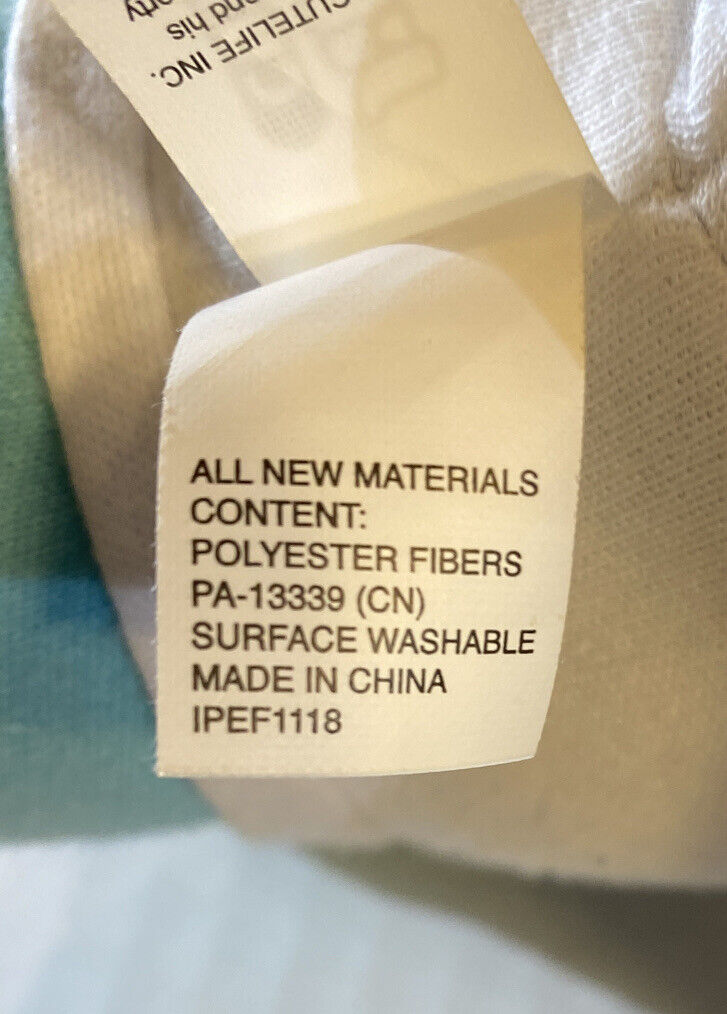 CUTELIFE INC.
and his
ALL NEW MATERIALS
CONTENT:
POLYESTER FIBERS
PA-13339 (CN)
SURFACE WASHABLE
MADE IN CHINA
IPEF1118